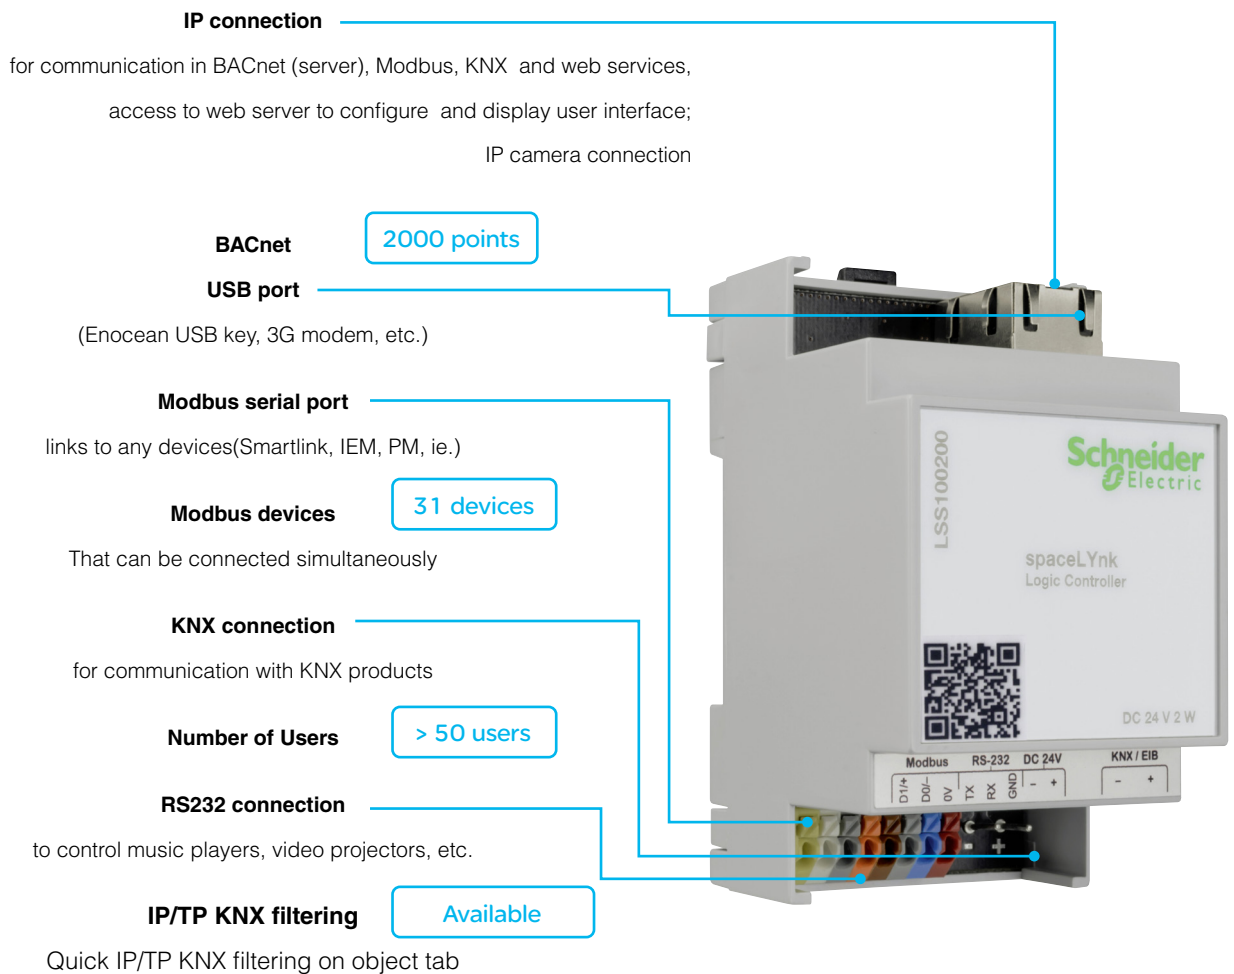 IP connection
for communication in BACnet (server), Modbus, KNX and web services,
access to web server to configure and display user interface;
IP camera connection
BACnet
2000 points
USB port
(Enocean USB key, 3G modem, etc.)
Modbus serial port
links to any devices(Smartlink, IEM, PM, ie.)
Modbus devices
31 devices
That can be connected simultaneously
KNX connection
for communication with KNX products
Number of Users
> 50 users
RS232 connection
to control music players, video projectors, etc.
IP/TP KNX filtering
Available
Quick IP/TP KNX filtering on object tab
LSS100200
Schneider
Electric
spaceLYnk
Logic Controller
DC 24 V 2 W
Modbus RS-232 DC 24V KNX / EIB
D1/+ D0/– 0V TX RX GND – + – +